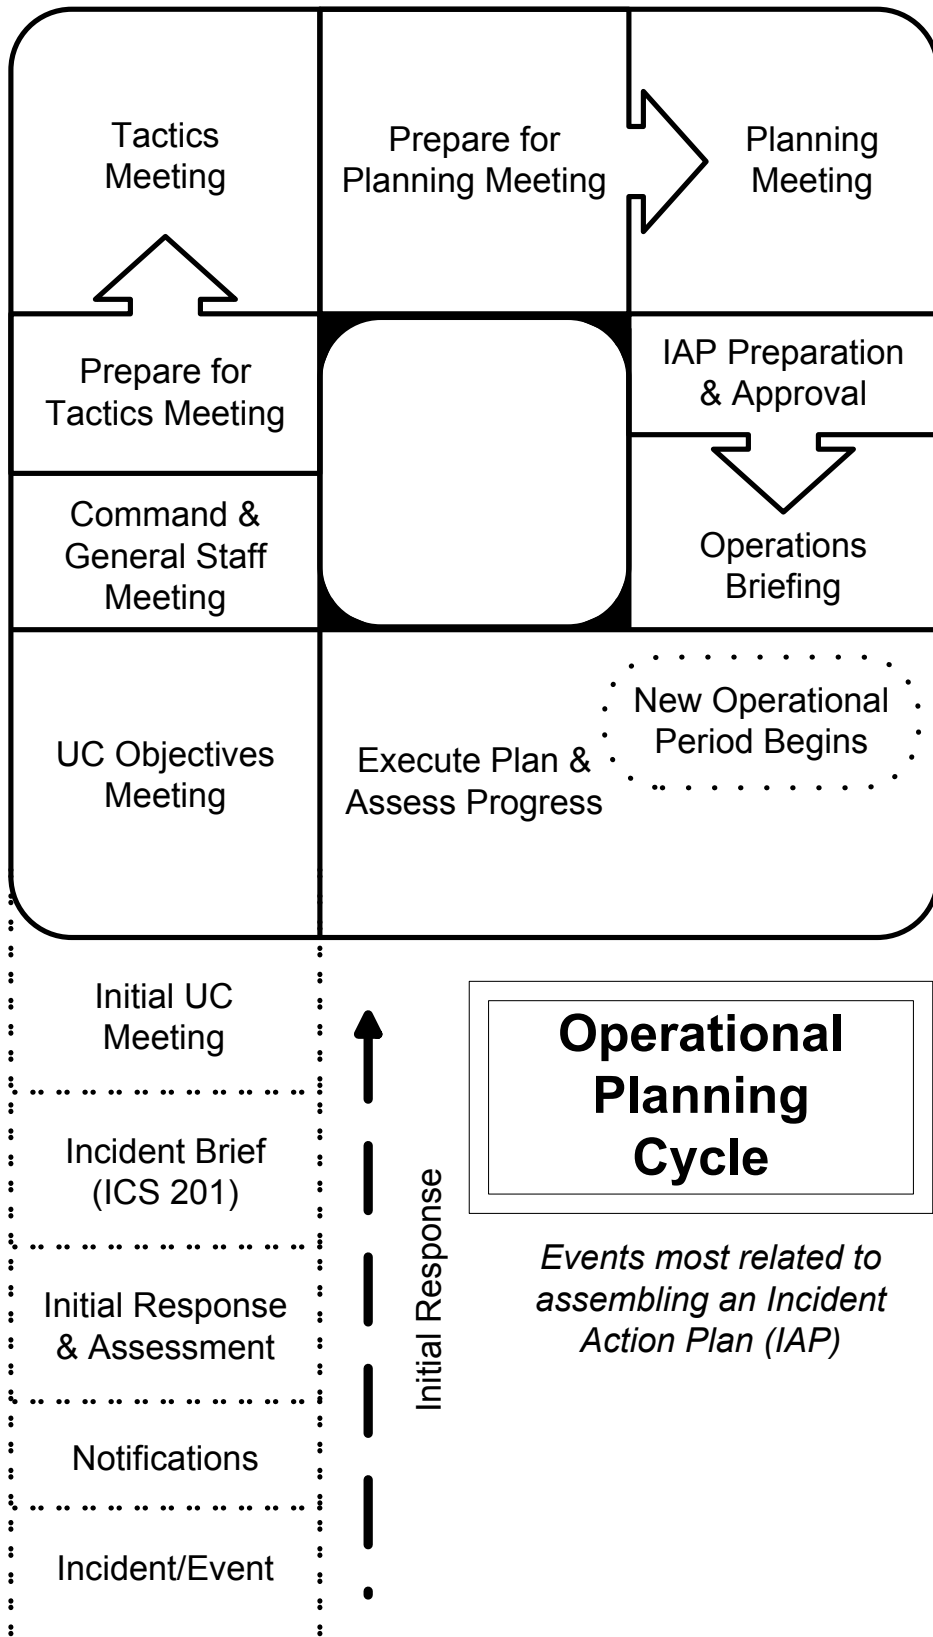 Tactics
Meeting
Prepare for
Planning Meeting
Planning
Meeting
Prepare for
Tactics Meeting
IAP Preparation
& Approval
Command &
General Staff
Meeting
Operations
Briefing
UC Objectives
Meeting
Execute Plan &
Assess Progress
New Operational
Period Begins
Initial UC
Meeting
Incident Brief
(ICS 201)
Initial Response
& Assessment
Notifications
Incident/Event
Initial Response
Operational
Planning
Cycle
Events most related to
assembling an Incident
Action Plan (IAP)